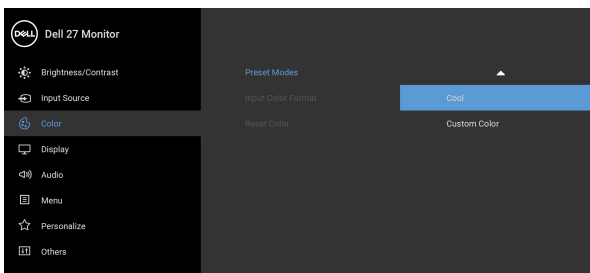 DELL Dell 27 Monitor
Brightness/Contrast
Preset Modes
Input Source
Input Color Format
Cool
Color
Reset Color
Custom Color
Display
Audio
Menu
Personalize
Others